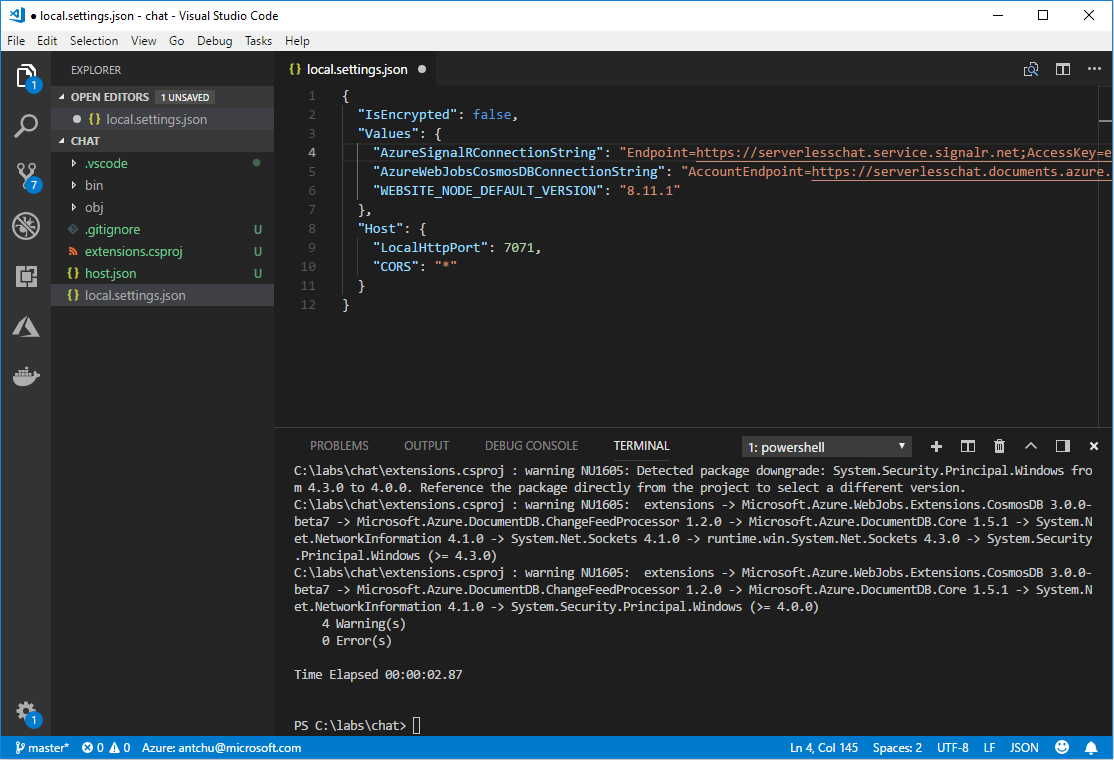 ● local.settings.json - chat - Visual Studio Code
File Edit Selection View Go Debug Tasks Help
EXPLORER
OPEN EDITORS 1 UNSAVED
{} local.settings.json
CHAT
.vscode
bin
obj
.gitignore U
extensions.csproj U
{} host.json U
{} local.settings.json
1
7
1
{} local.settings.json ●
1 {
2 "IsEncrypted": false,
3 "Values": {
4 "AzureSignalRConnectionString": "Endpoint=https://serverlesschat.service.signalr.net;AccessKey=e
5 "AzureWebJobsCosmosDBConnectionString": "AccountEndpoint=https://serverlesschat.documents.azure.
6 "WEBSITE_NODE_DEFAULT_VERSION": "8.11.1"
7 },
8 "Host": {
9 "LocalHttpPort": 7071,
10 "CORS": "*"
11 }
12 }
PROBLEMS OUTPUT DEBUG CONSOLE TERMINAL 1: powershell
C:\labs\chat\extensions.csproj : warning NU1605: Detected package downgrade: System.Security.Principal.Windows fro
m 4.3.0 to 4.0.0. Reference the package directly from the project to select a different version.
C:\labs\chat\extensions.csproj : warning NU1605:  extensions -> Microsoft.Azure.WebJobs.Extensions.CosmosDB 3.0.0-
beta7 -> Microsoft.Azure.DocumentDB.ChangeFeedProcessor 1.2.0 -> Microsoft.Azure.DocumentDB.Core 1.5.1 -> System.N
et.NetworkInformation 4.1.0 -> System.Net.Sockets 4.1.0 -> runtime.win.System.Net.Sockets 4.3.0 -> System.Security
.Principal.Windows (>= 4.3.0)
C:\labs\chat\extensions.csproj : warning NU1605:  extensions -> Microsoft.Azure.WebJobs.Extensions.CosmosDB 3.0.0-
beta7 -> Microsoft.Azure.DocumentDB.ChangeFeedProcessor 1.2.0 -> Microsoft.Azure.DocumentDB.Core 1.5.1 -> System.N
et.NetworkInformation 4.1.0 -> System.Security.Principal.Windows (>= 4.0.0)
4 Warning(s)
0 Error(s)
Time Elapsed 00:00:02.87
PS C:\labs\chat>
master* 0 0 Azure: antchu@microsoft.com Ln 4, Col 145 Spaces: 2 UTF-8 LF JSON